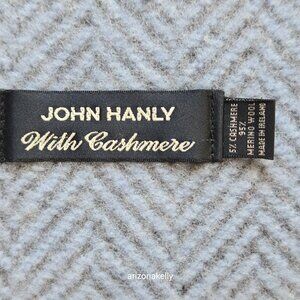 JOHN HANLY
With Cashmere
5% CASHMERE
95%
MERINO WOOL
MADE IN IRELAND
arizonakelly